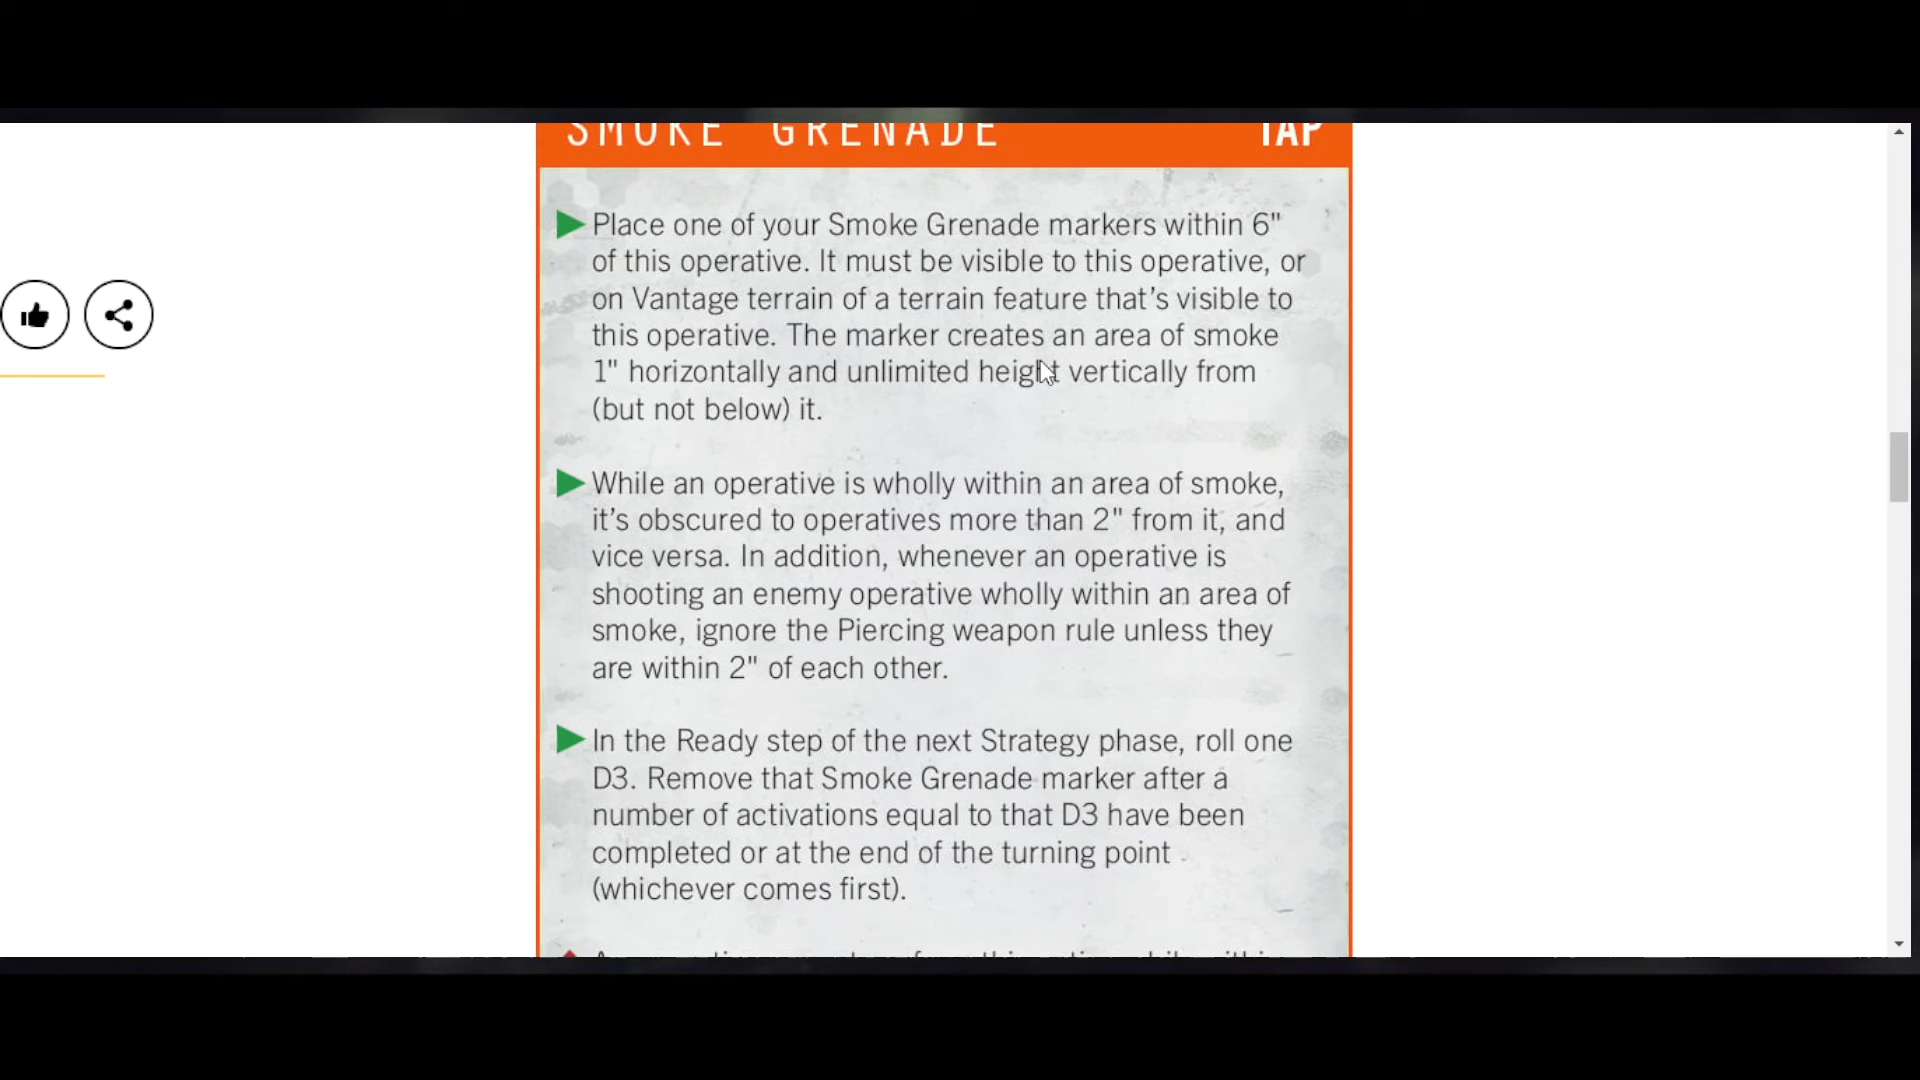 SMOKE GRENADE 1AP
Place one of your Smoke Grenade markers within 6"
of this operative. It must be visible to this operative, or
on Vantage terrain of a terrain feature that's visible to
this operative. The marker creates an area of smoke
1" horizontally and unlimited height vertically from
(but not below) it.
While an operative is wholly within an area of smoke,
it's obscured to operatives more than 2" from it, and
vice versa. In addition, whenever an operative is
shooting an enemy operative wholly within an area of
smoke, ignore the Piercing weapon rule unless they
are within 2" of each other.
In the Ready step of the next Strategy phase, roll one
D3. Remove that Smoke Grenade marker after a
number of activations equal to that D3 have been
completed or at the end of the turning point
(whichever comes first).